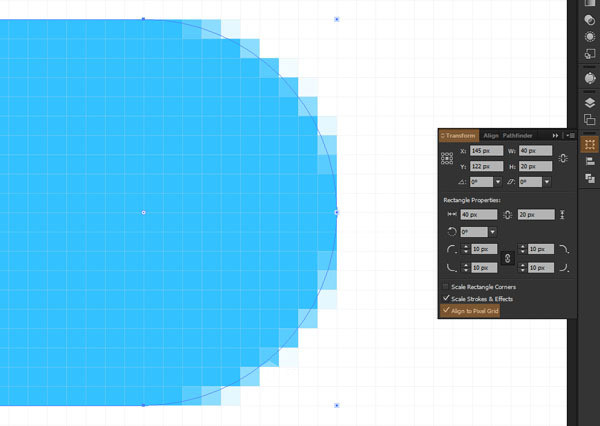 Transform Align Pathfinder
X: 145 px W: 40 px
Y: 122 px H: 20 px
0° 0°
Rectangle Properties:
40 px 20 px
0°
10 px 10 px
10 px 10 px
Scale Rectangle Corners
Scale Strokes & Effects
Align to Pixel Grid